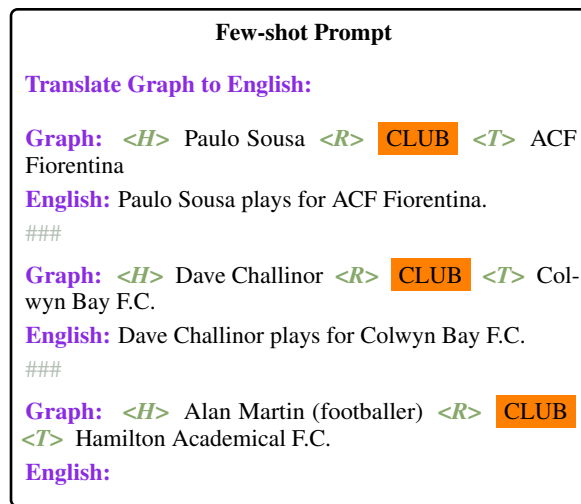 Few-shot Prompt
Translate Graph to English:
Graph: <H> Paulo Sousa <R> CLUB <T> ACF
Fiorentina
English: Paulo Sousa plays for ACF Fiorentina.
###
Graph: <H> Dave Challinor <R> CLUB <T> Col-
wyn Bay F.C.
English: Dave Challinor plays for Colwyn Bay F.C.
###
Graph: <H> Alan Martin (footballer) <R> CLUB
<T> Hamilton Academical F.C.
English: